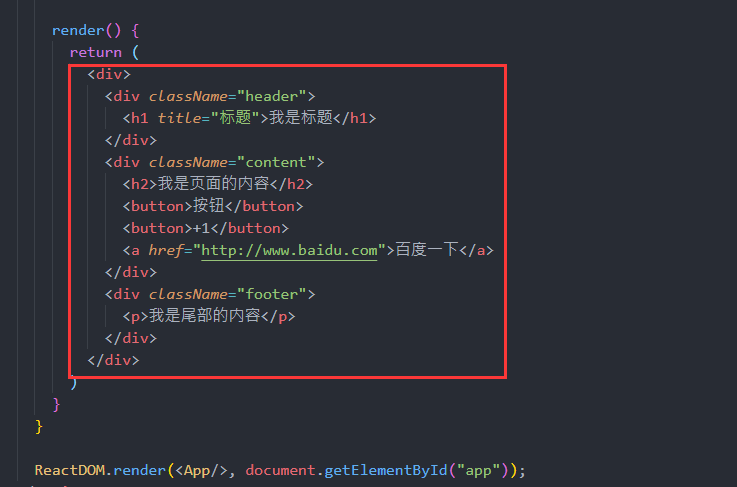 render() {
return (
<div>
<div className="header">
<h1 title="标题">我是标题</h1>
</div>
<div className="content">
<h2>我是页面的内容</h2>
<button>按钮</button>
<button>+1</button>
<a href="http://www.baidu.com">百度一下</a>
</div>
<div className="footer">
<p>我是尾部的内容</p>
</div>
</div>
)
}
}
ReactDOM.render(<App/>, document.getElementById("app"));